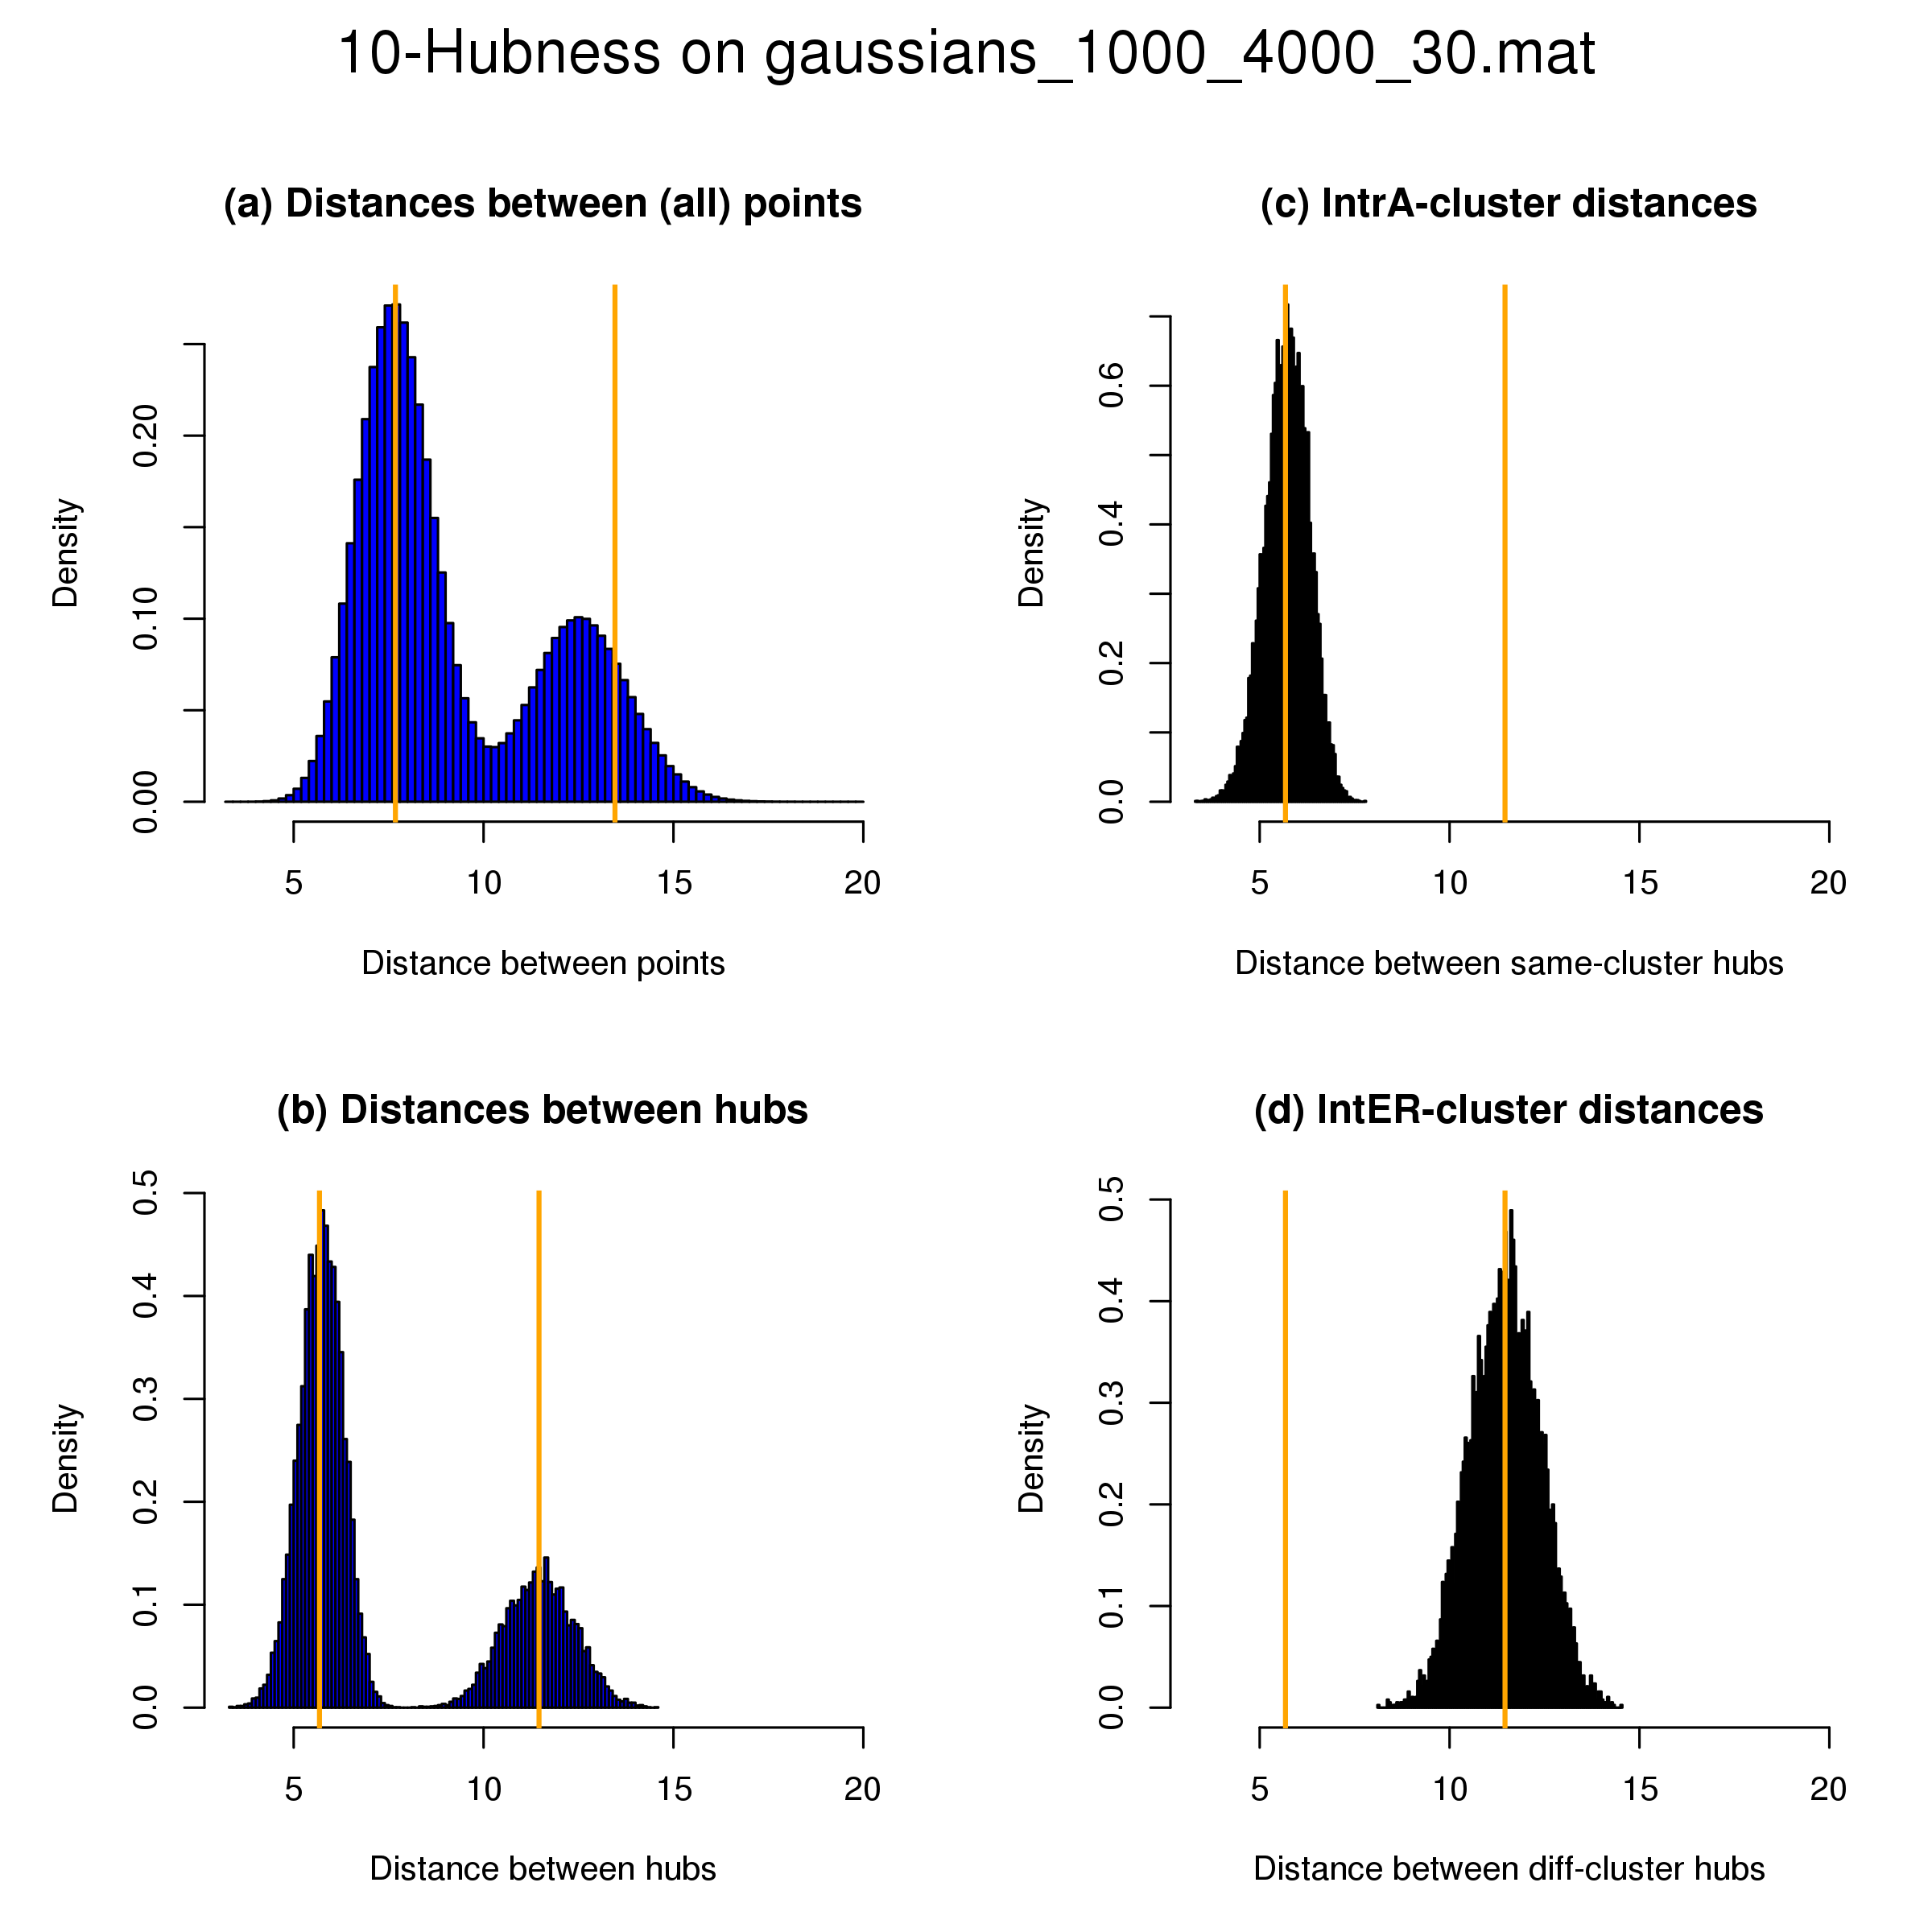 10-Hubness on gaussians_1000_4000_30.mat
(a) Distances between (all) points
Density
0.00 0.10 0.20
5 10 15 20
Distance between points
(c) IntrA-cluster distances
Density
0.0 0.2 0.4 0.6
5 10 15 20
Distance between same-cluster hubs
(b) Distances between hubs
Density
0.0 0.1 0.2 0.3 0.4 0.5
5 10 15 20
Distance between hubs
(d) IntER-cluster distances
Density
0.0 0.1 0.2 0.3 0.4 0.5
5 10 15 20
Distance between diff-cluster hubs